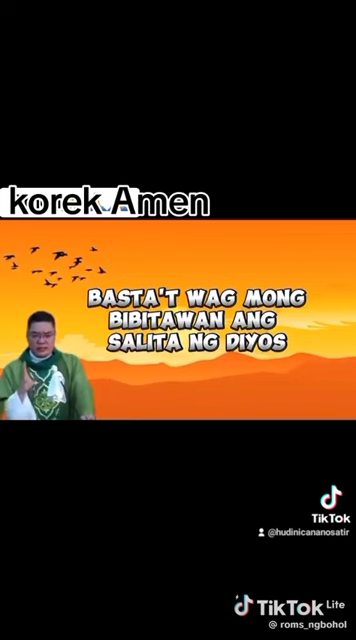 korek Amen
BASTA'T WAG MONG
BIBITAWAN ANG
SALITA NG DIYOS
TikTok
@hudinicananosatir
TikTok Lite
@ roms_ngbohol